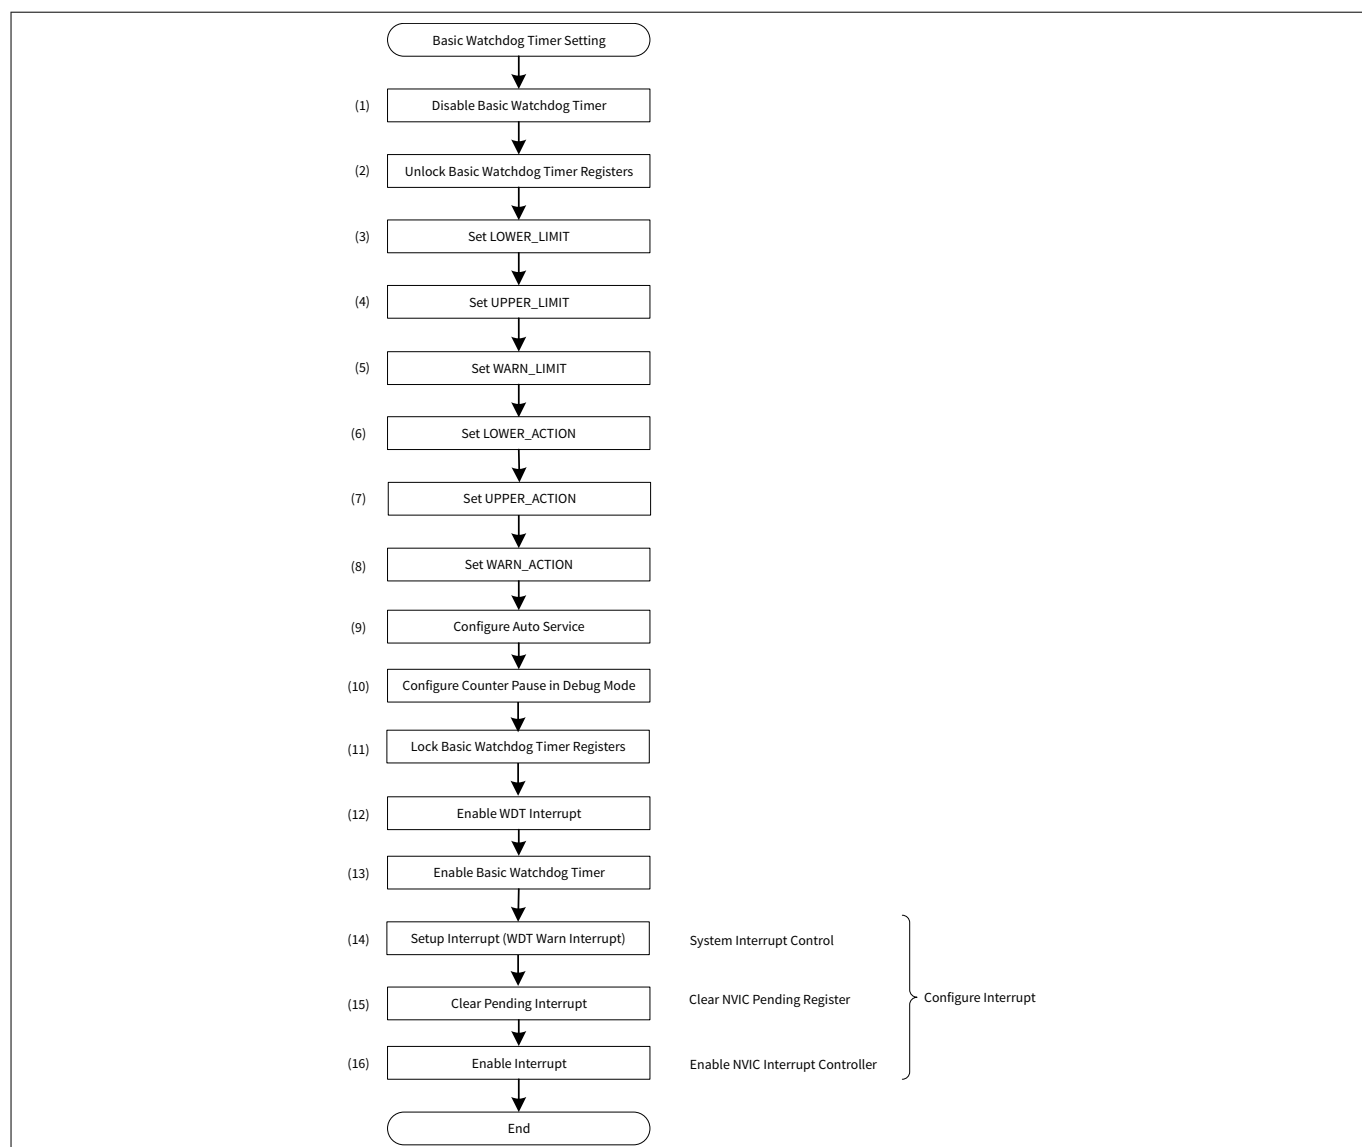 Basic Watchdog Timer Setting
(1) Disable Basic Watchdog Timer
(2) Unlock Basic Watchdog Timer Registers
(3) Set LOWER_LIMIT
(4) Set UPPER_LIMIT
(5) Set WARN_LIMIT
(6) Set LOWER_ACTION
(7) Set UPPER_ACTION
(8) Set WARN_ACTION
(9) Configure Auto Service
(10) Configure Counter Pause in Debug Mode
(11) Lock Basic Watchdog Timer Registers
(12) Enable WDT Interrupt
(13) Enable Basic Watchdog Timer
(14) Setup Interrupt (WDT Warn Interrupt) System Interrupt Control
(15) Clear Pending Interrupt Clear NVIC Pending Register Configure Interrupt
(16) Enable Interrupt Enable NVIC Interrupt Controller
End